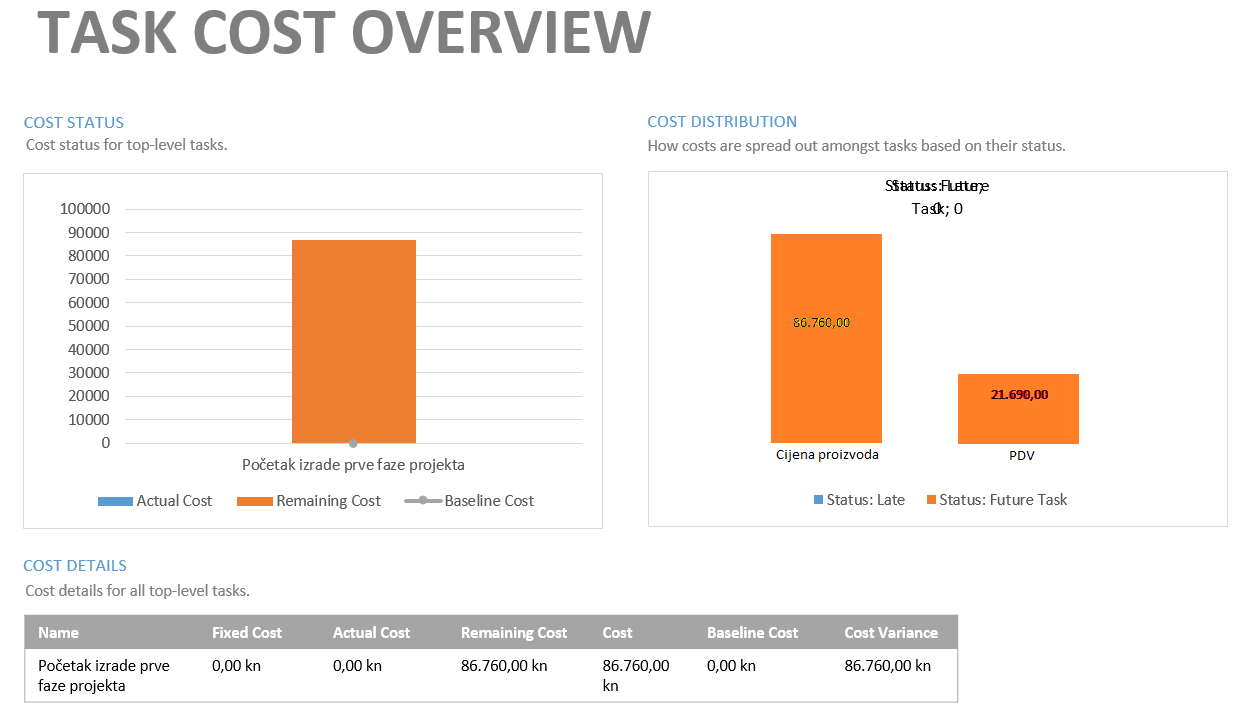 TASK COST OVERVIEW
COST STATUS
Cost status for top-level tasks.
100000
90000
80000
70000
60000
50000
40000
30000
20000
10000
0
Početak izrade prve faze projekta
Actual Cost Remaining Cost Baseline Cost
COST DISTRIBUTION
How costs are spread out amongst tasks based on their status.
Status: Late;
0
Status: Future
Task; 0
86.760,00
21.690,00
Cijena proizvoda PDV
Status: Late Status: Future Task
COST DETAILS
Cost details for all top-level tasks.
Name Fixed Cost Actual Cost Remaining Cost Cost Baseline Cost Cost Variance
Početak izrade prve 0,00 kn 0,00 kn 86.760,00 kn 86.760,00 0,00 kn 86.760,00 kn
faze projekta kn